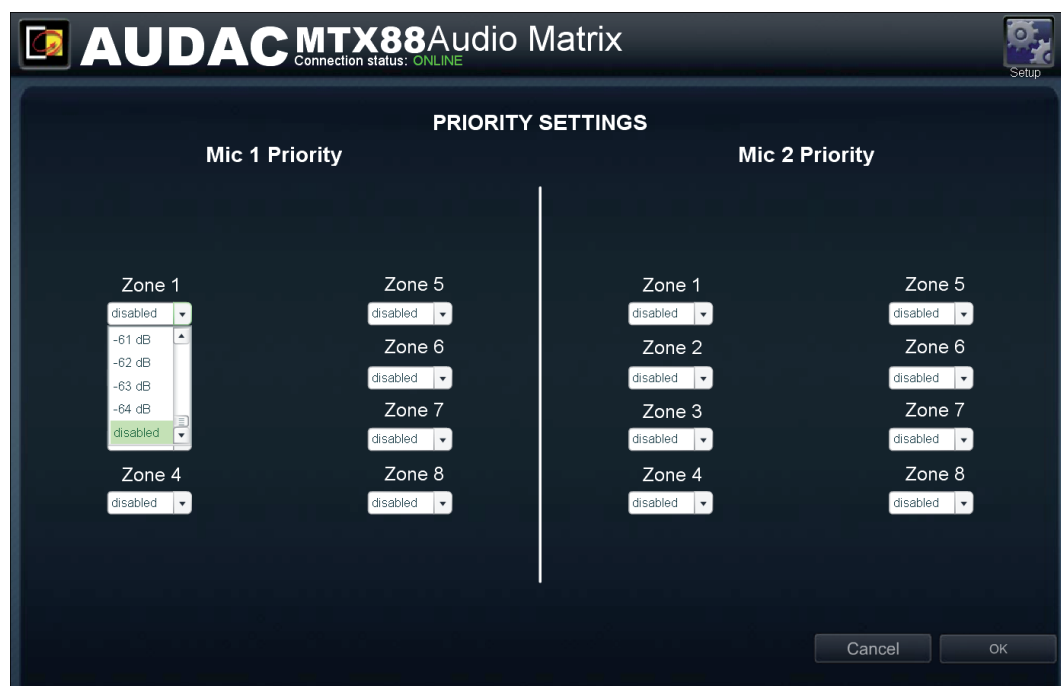 AUDAC MTX88 Audio Matrix
Connection status: ONLINE
Setup
PRIORITY SETTINGS
Mic 1 Priority
Mic 2 Priority
Zone 1
disabled
-61 dB
-62 dB
-63 dB
-64 dB
disabled
Zone 4
disabled
Zone 5
disabled
Zone 6
disabled
Zone 7
disabled
Zone 8
disabled
Zone 1
disabled
Zone 2
disabled
Zone 3
disabled
Zone 4
disabled
Zone 5
disabled
Zone 6
disabled
Zone 7
disabled
Zone 8
disabled
Cancel
OK